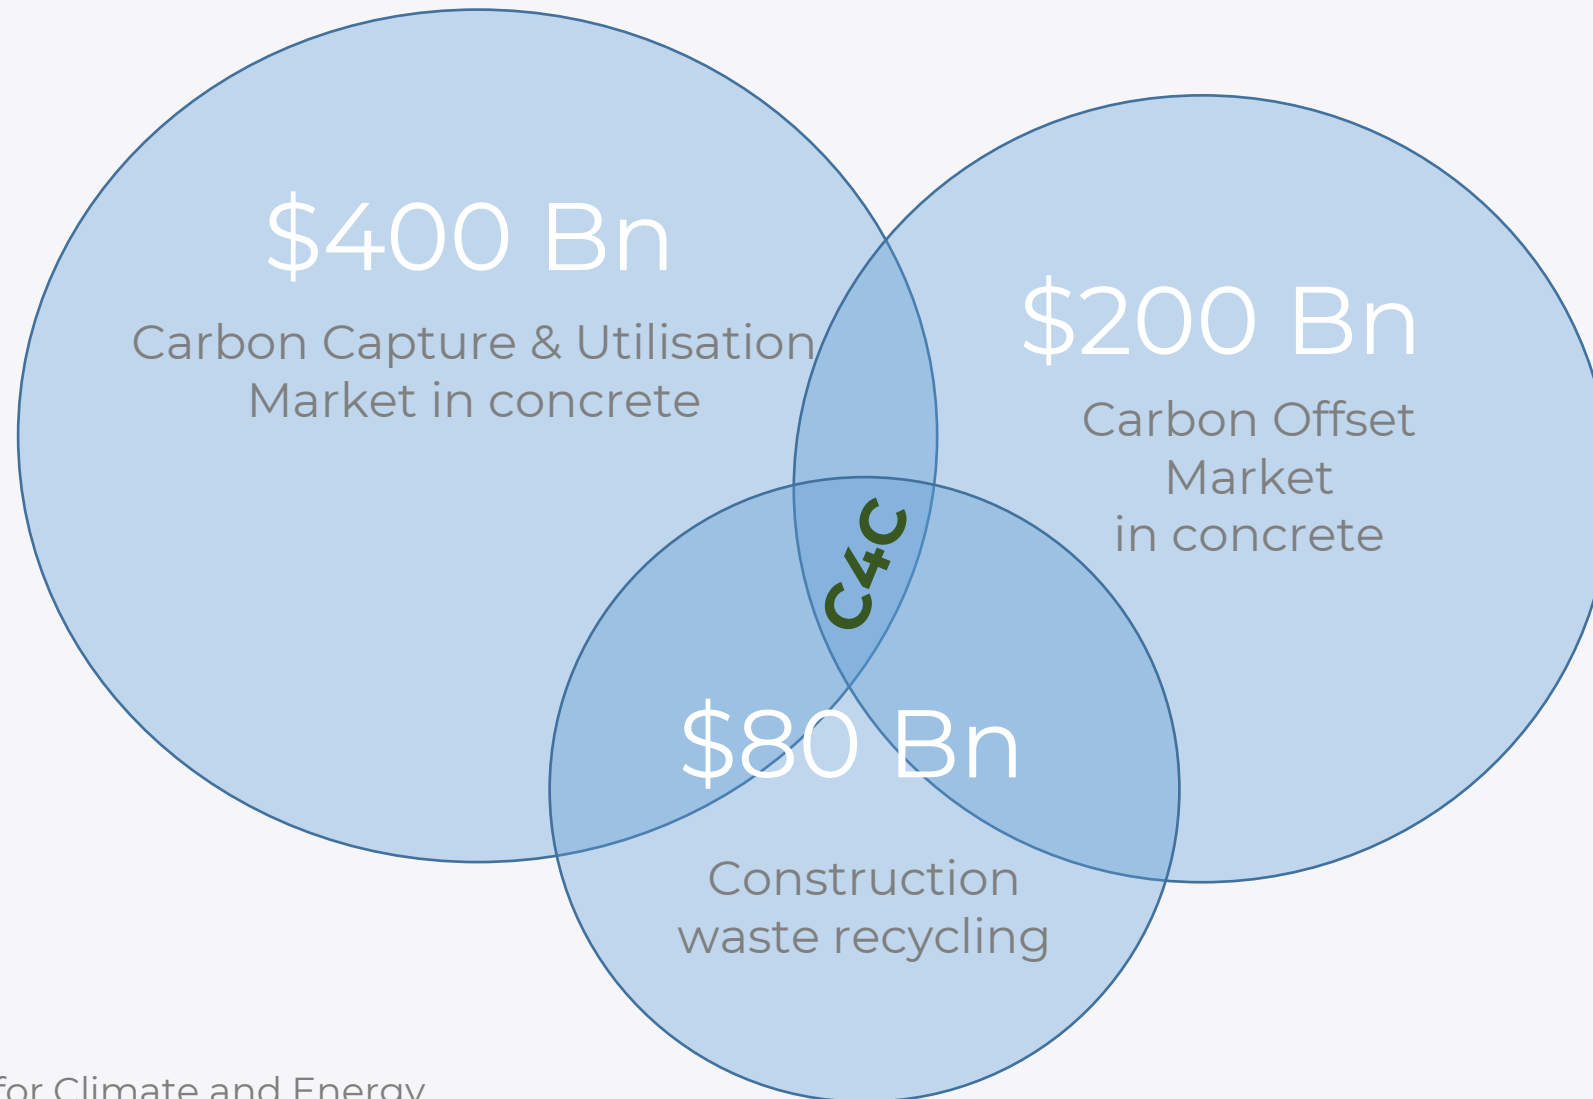 $400 Bn
Carbon Capture & Utilisation
Market in concrete
$200 Bn
Carbon Offset
Market
in concrete
C4C
$80 Bn
Construction
waste recycling
for Climate and Energy